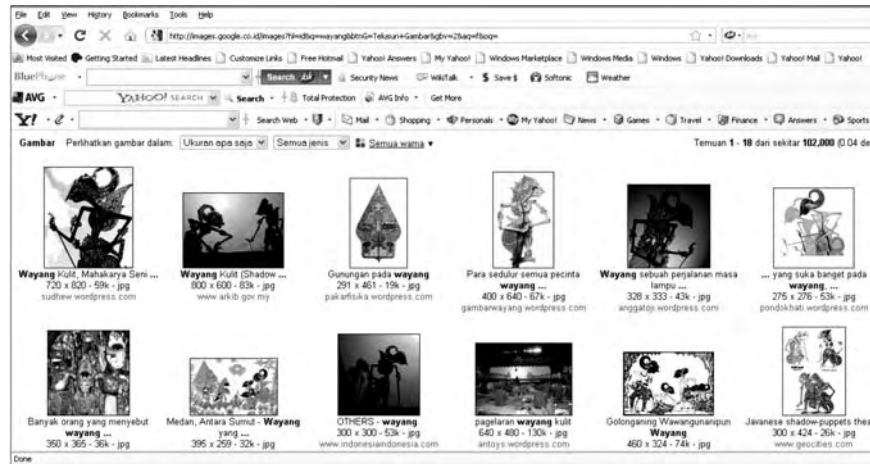 File Edit View History Bookmarks Tools Help
http://images.google.co.id/images?hl=id&q=wayang&btnG=Telusuri+Gambar&gbv=2&aq=f&oq=
Most Visited Getting Started Latest Headlines Customize Links Free Hotmail Yahoo! Answers My Yahoo! Windows Marketplace Windows Media Windows Yahoo! Downloads Yahoo! Mail Yahoo!
Search Security News WikiTalk Save $ Softonic Weather
AVG YAHOO! SEARCH Search Total Protection AVG Info Get More
Y! Search Web Mail Shopping Personals My Yahoo! News Games Travel Finance Answers Sports
Gambar Perlihatkan gambar dalam: Ukuran apa saja Semua jenis Semua warna Temuan 1 - 18 dari sekitar 102,000 (0.04 de
Wayang Kulit, Mahakarya Seni ...
720 x 820 - 59k - jpg
sudhew.wordpress.com
Wayang Kulit (Shadow ...
800 x 600 - 83k - jpg
www.arkib.gov.my
Gunungan pada wayang
291 x 461 - 19k - jpg
pakarfisika.wordpress.com
Para sedulur semua pecinta
wayang ...
400 x 640 - 67k - jpg
gambarwayang.wordpress.com
Wayang sebuah perjalanan masa
lampu ...
328 x 333 - 43k - jpg
anggatoji.wordpress.com
... yang suka banget pada
wayang, ...
275 x 276 - 53k - jpg
pondokhati.wordpress.com
Banyak orang yang menyebut
wayang ...
350 x 365 - 36k - jpg
Medan, Antara Sumut - Wayang
yang ...
395 x 259 - 32k - jpg
OTHERS - wayang
300 x 300 - 53k - jpg
www.indonesiaindonesia.com
pagelaran wayang kulit
640 x 480 - 130k - jpg
antoys.wordpress.com
Golonganing Wawangunanipun
Wayang
460 x 324 - 74k - jpg
Javanese shadow-puppets thea
300 x 424 - 26k - jpg
www.geocities.com
Done